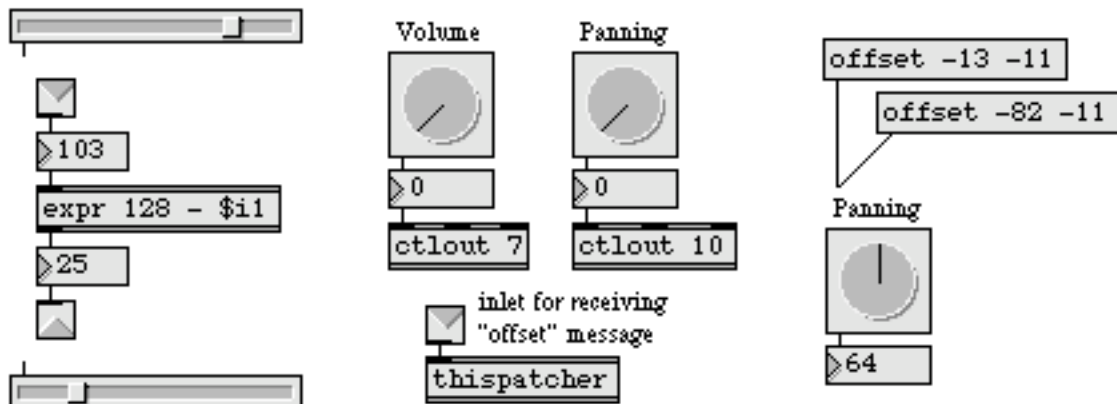 103
expr 128 - $i1
25
Volume
0
ctlout 7
Panning
0
ctlout 10
inlet for receiving
"offset" message
thispatcher
offset -13 -11
offset -82 -11
Panning
64